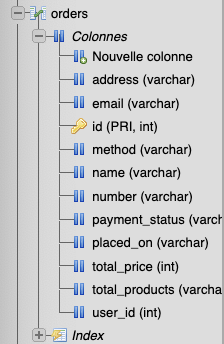 orders
Colonnes
Nouvelle colonne
address (varchar)
email (varchar)
id (PRI, int)
method (varchar)
name (varchar)
number (varchar)
payment_status (varch
placed_on (varchar)
total_price (int)
total_products (varcha
user_id (int)
Index